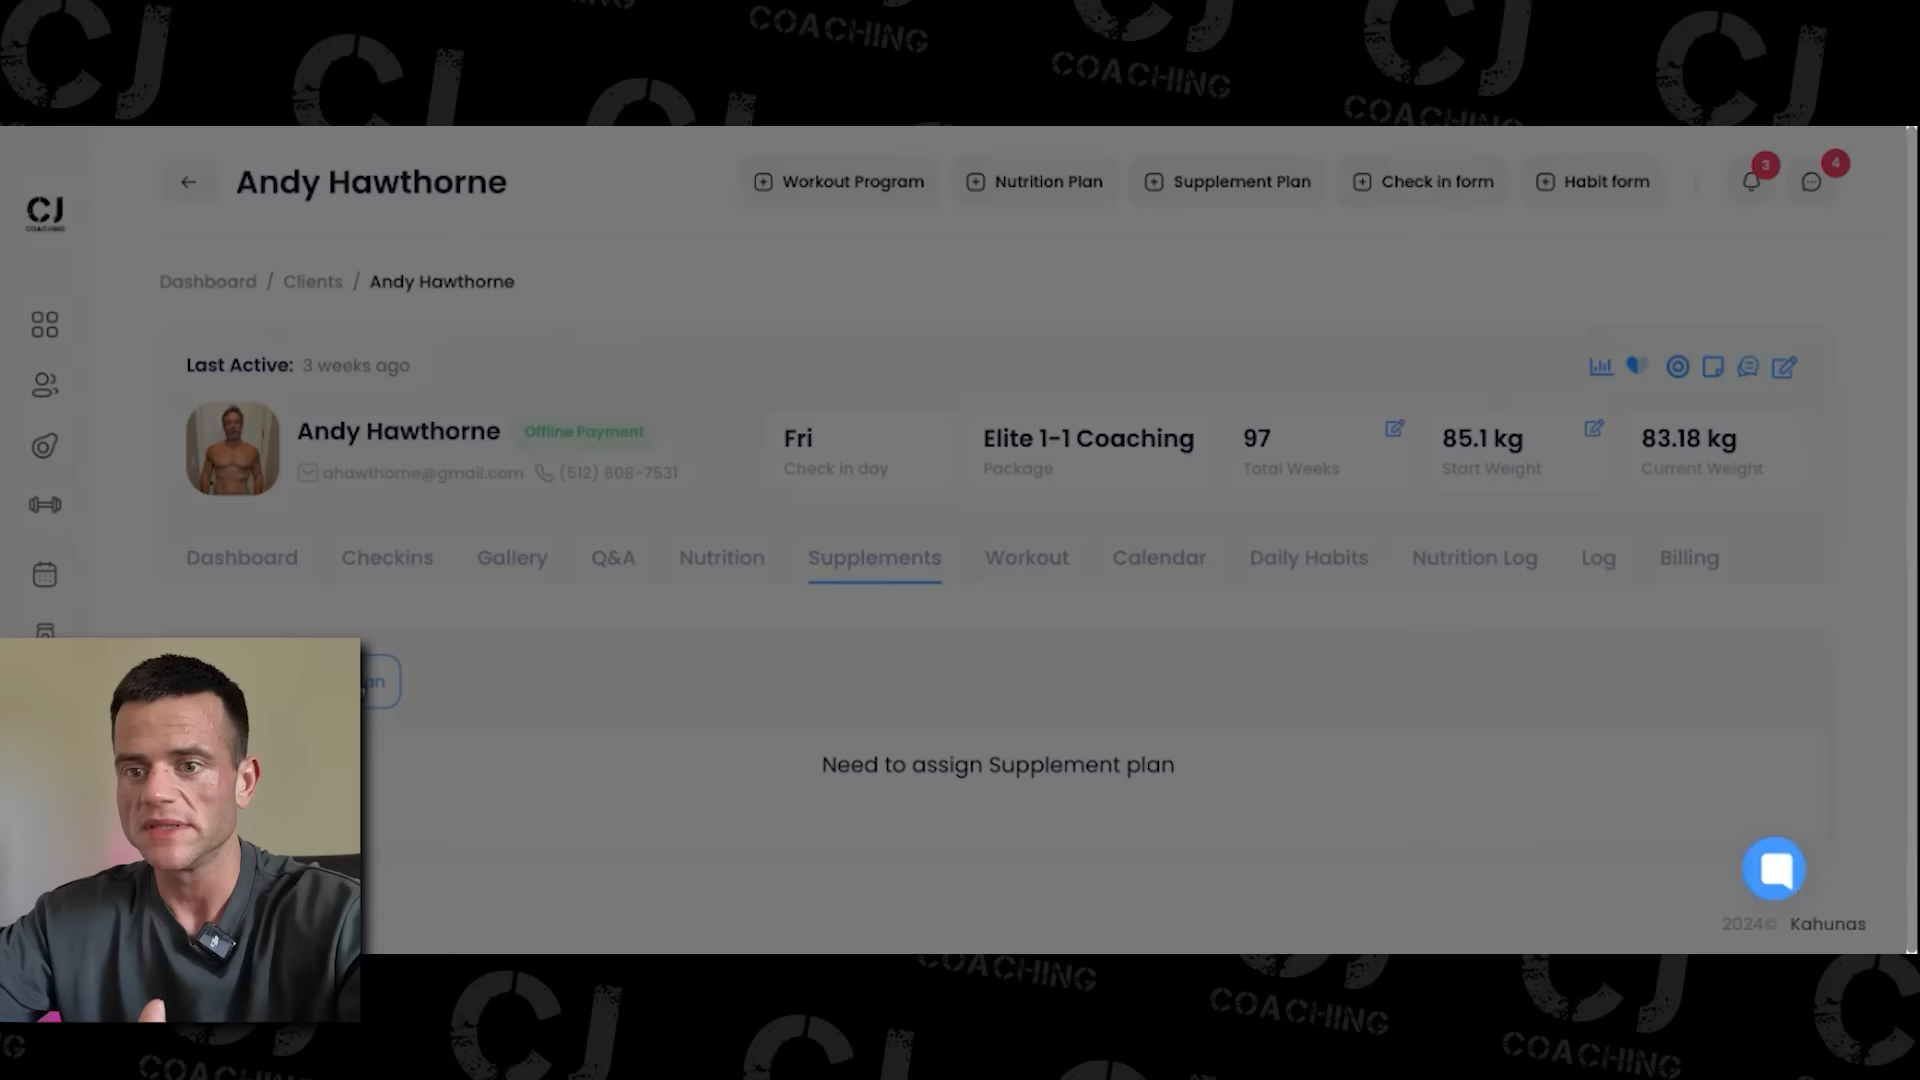 CJ
COACHING
COACHING
COACHING
Andy Hawthorne
Workout Program
Nutrition Plan
Supplement Plan
Check in form
Habit form
3
4
CJ
COACHING
Dashboard / Clients / Andy Hawthorne
Last Active: 3 weeks ago
Andy Hawthorne
Offline Payment
ahawthorne@gmail.com
(512) 608-7531
Fri
Check in day
Elite 1-1 Coaching
Package
97
Total Weeks
85.1 kg
Start Weight
83.18 kg
Current Weight
Dashboard
Checkins
Gallery
Q&A
Nutrition
Supplements
Workout
Calendar
Daily Habits
Nutrition Log
Log
Billing
Need to assign Supplement plan
2024© Kahunas
COACHING
COACHING
COACHING